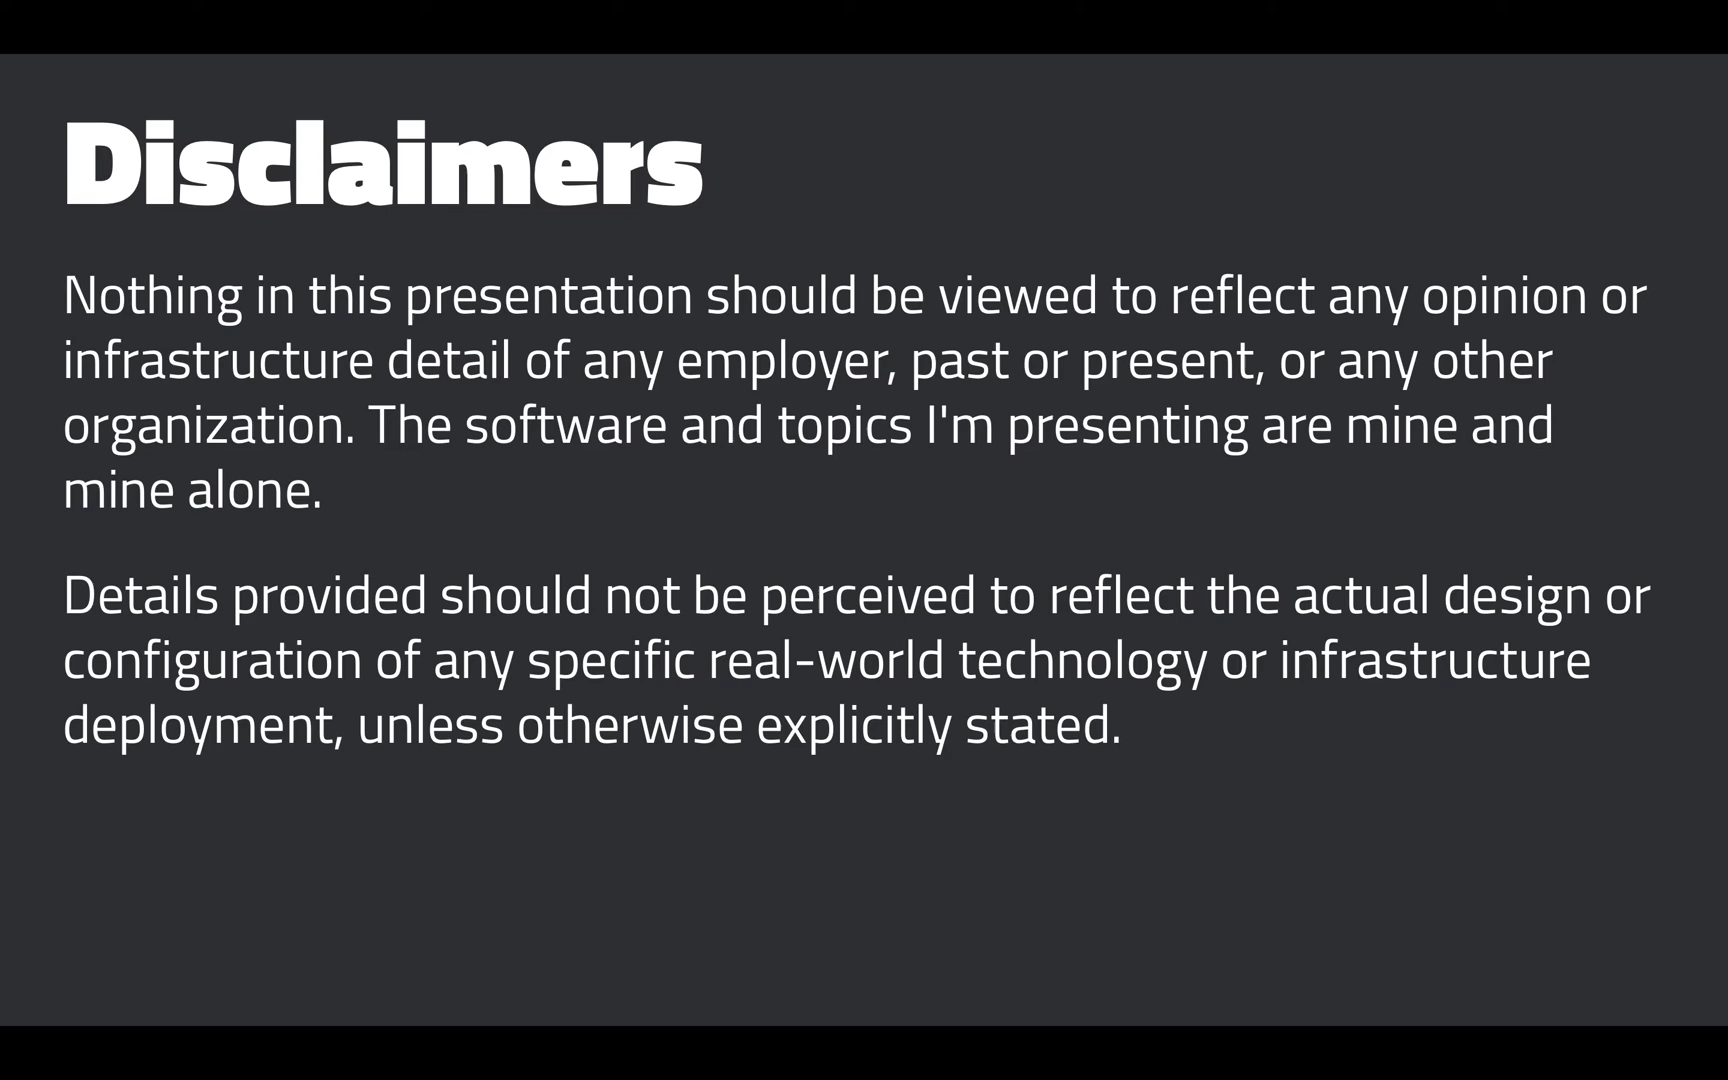 Disclaimers
Nothing in this presentation should be viewed to reflect any opinion or
infrastructure detail of any employer, past or present, or any other
organization. The software and topics I'm presenting are mine and
mine alone.
Details provided should not be perceived to reflect the actual design or
configuration of any specific real-world technology or infrastructure
deployment, unless otherwise explicitly stated.